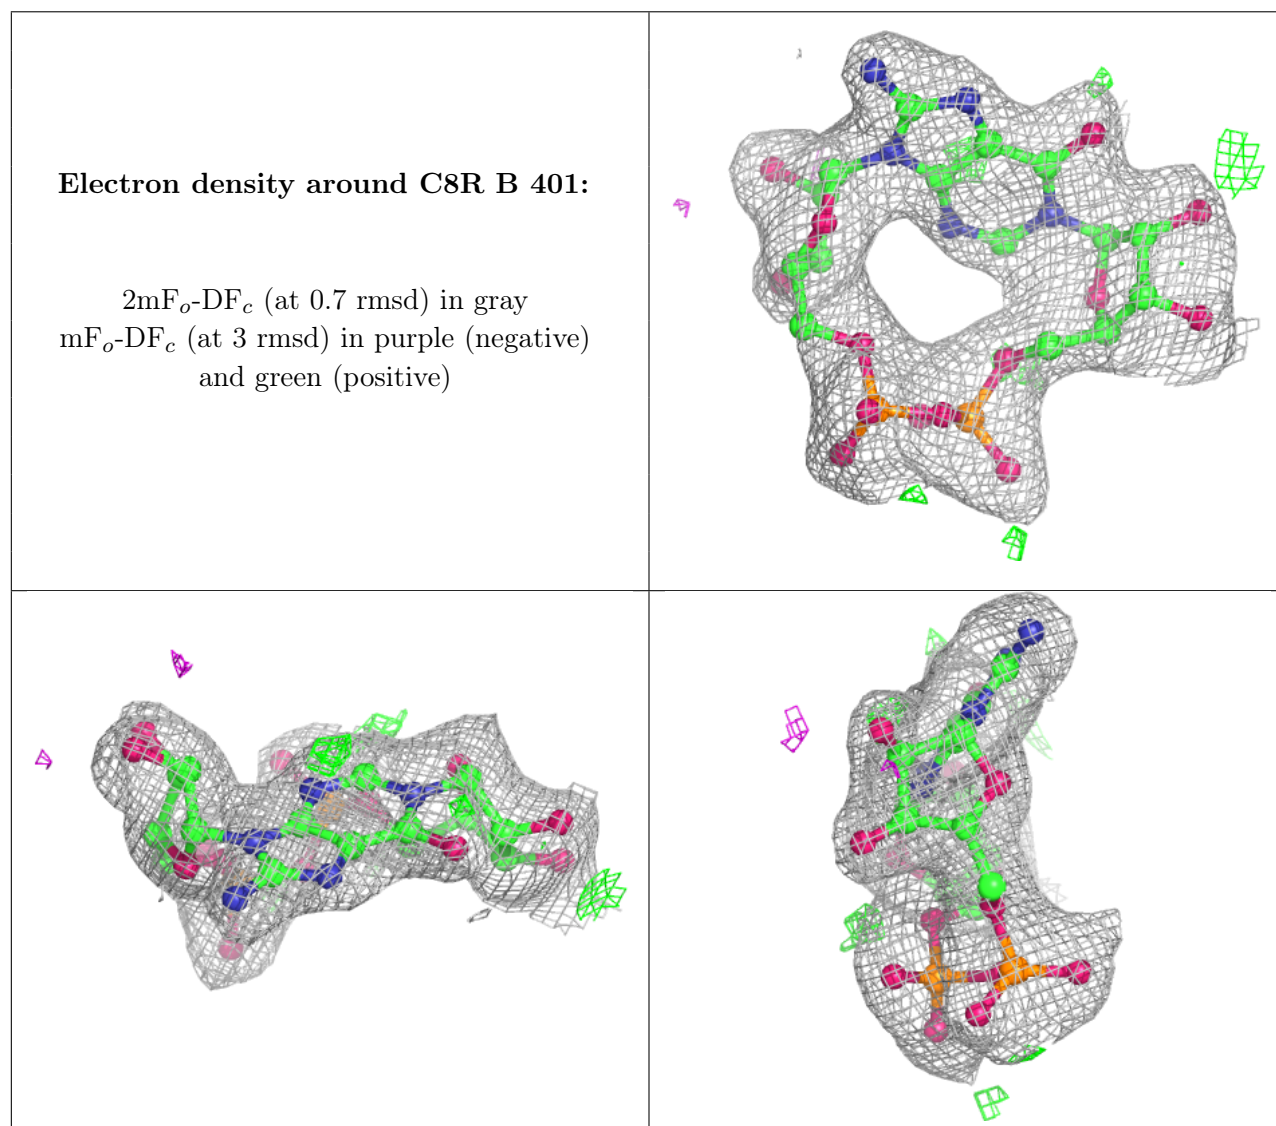 Electron density around C8R B 401:
2mFₒ-DF𝑐 (at 0.7 rmsd) in gray
mFₒ-DF𝑐 (at 3 rmsd) in purple (negative)
and green (positive)